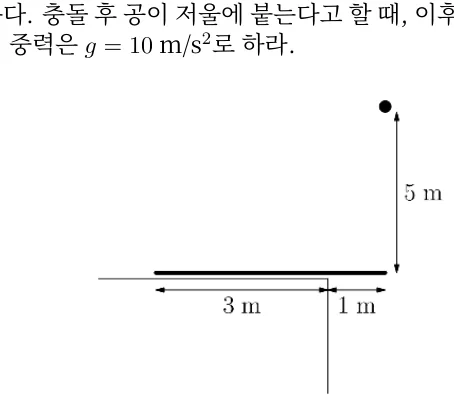 다. 충돌 후 공이 저울에 붙는다고 할 때, 이후
중력은 g = 10 m/s²로 하라.
5 m
3 m
1 m